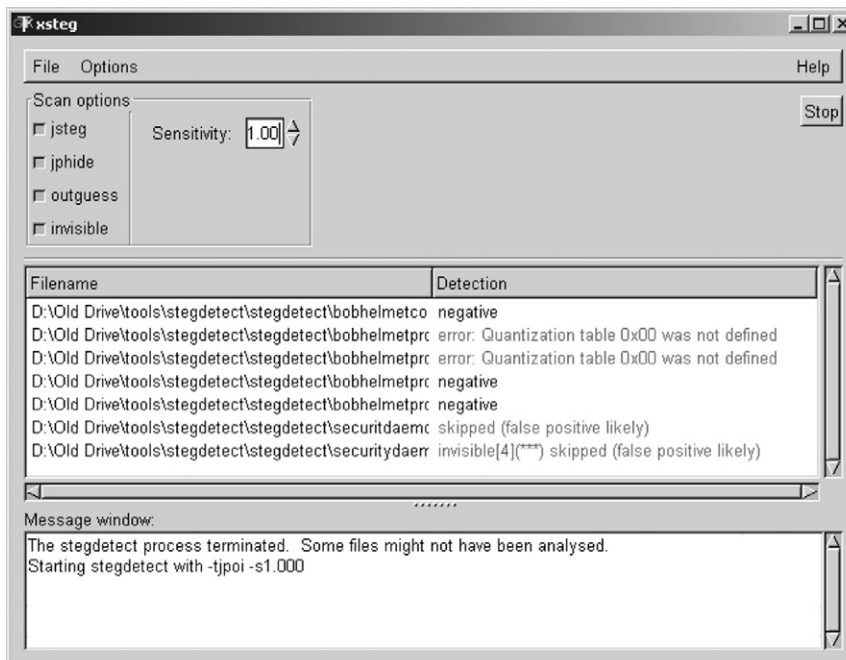 xsteg
File Options Help
Scan options
jsteg
jphide
outguess
invisible
Sensitivity: 1.00
Stop
Filename Detection
D:\Old Drive\tools\stegdetect\stegdetect\bobhelmetco negative
D:\Old Drive\tools\stegdetect\stegdetect\bobhelmetprc error: Quantization table 0x00 was not defined
D:\Old Drive\tools\stegdetect\stegdetect\bobhelmetprc error: Quantization table 0x00 was not defined
D:\Old Drive\tools\stegdetect\stegdetect\bobhelmetprc negative
D:\Old Drive\tools\stegdetect\stegdetect\bobhelmetprc negative
D:\Old Drive\tools\stegdetect\stegdetect\securitdaemc skipped (false positive likely)
D:\Old Drive\tools\stegdetect\stegdetect\securitydaem invisible[4](***) skipped (false positive likely)
Message window:
The stegdetect process terminated. Some files might not have been analysed.
Starting stegdetect with -tjpoi -s1.000